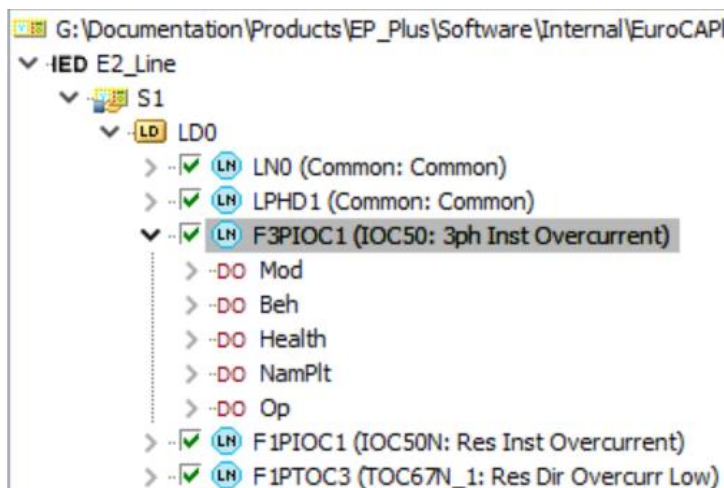 G:\Documentation\Products\EP_Plus\Software\Internal\EuroCAP
IED E2_Line
S1
LD LD0
LN LN0 (Common: Common)
LN LPHD1 (Common: Common)
LN F3PIOC1 (IOC50: 3ph Inst Overcurrent)
DO Mod
DO Beh
DO Health
DO NamPlt
DO Op
LN F1PIOC1 (IOC50N: Res Inst Overcurrent)
LN F1PTOC3 (TOC67N_1: Res Dir Overcurr Low)